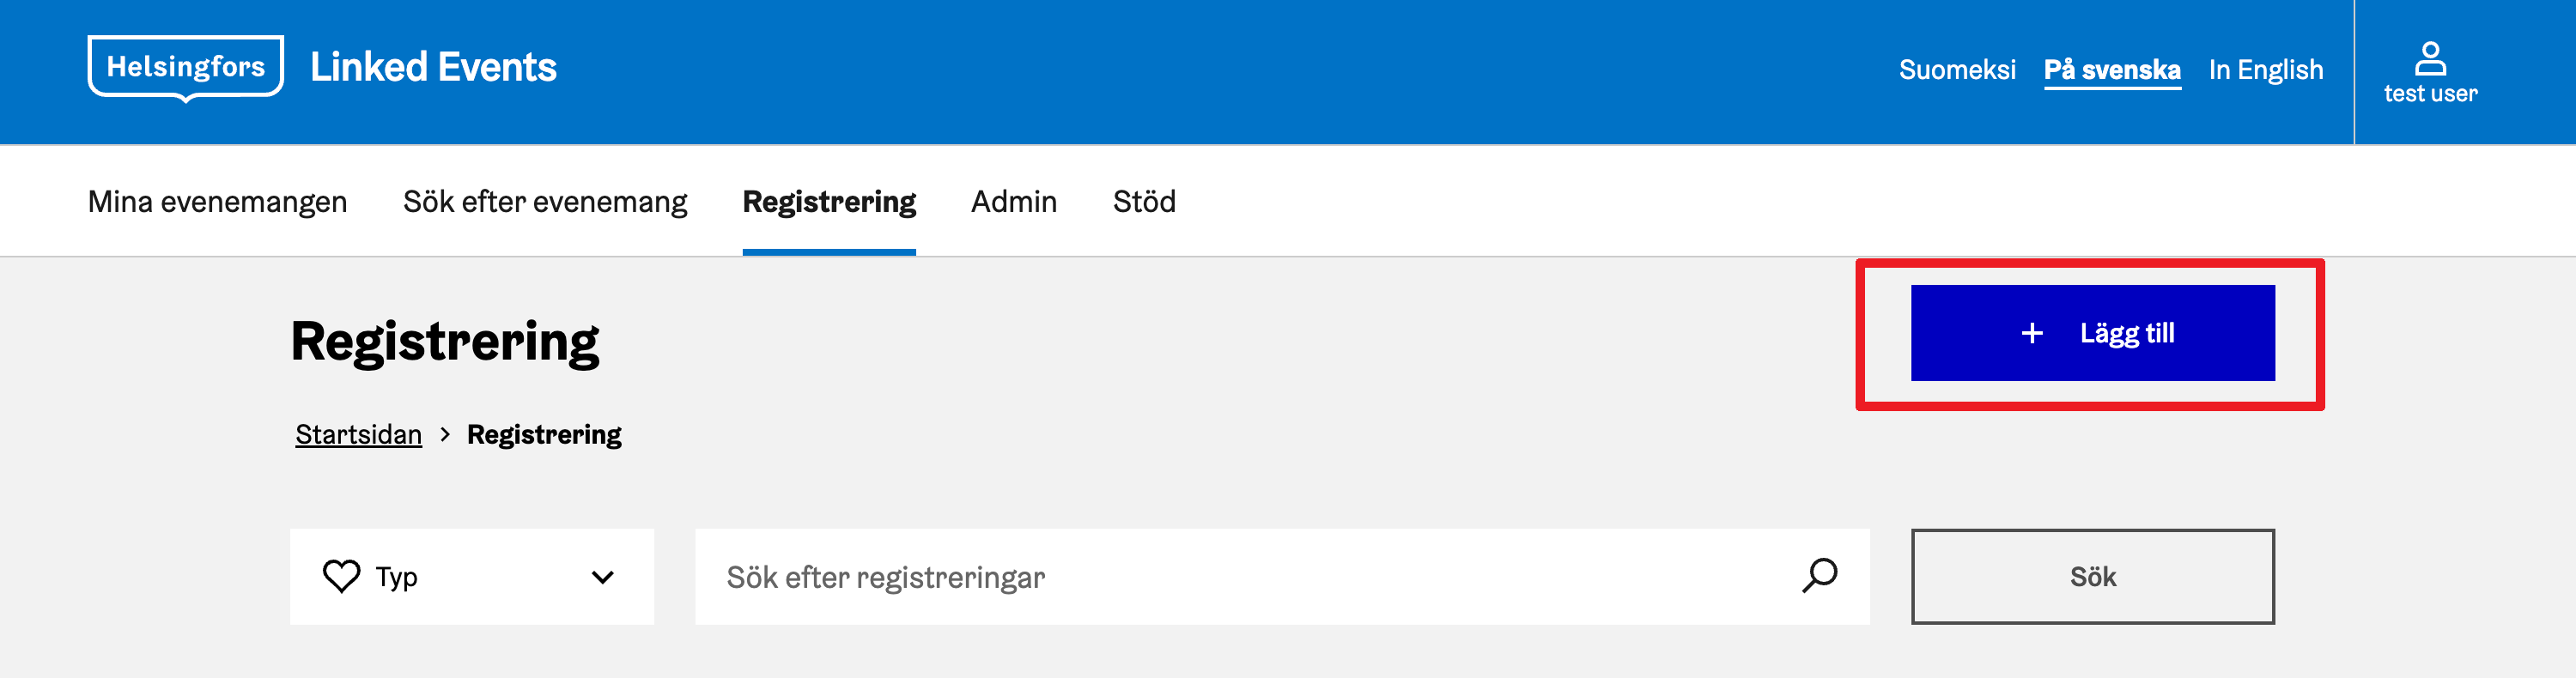 Helsingfors
Linked Events
Suomeksi På svenska In English
test user
Mina evenemangen Sök efter evenemang Registrering Admin Stöd
Registrering
+ Lägg till
Startsidan > Registrering
Typ
Sök efter registreringar
Sök